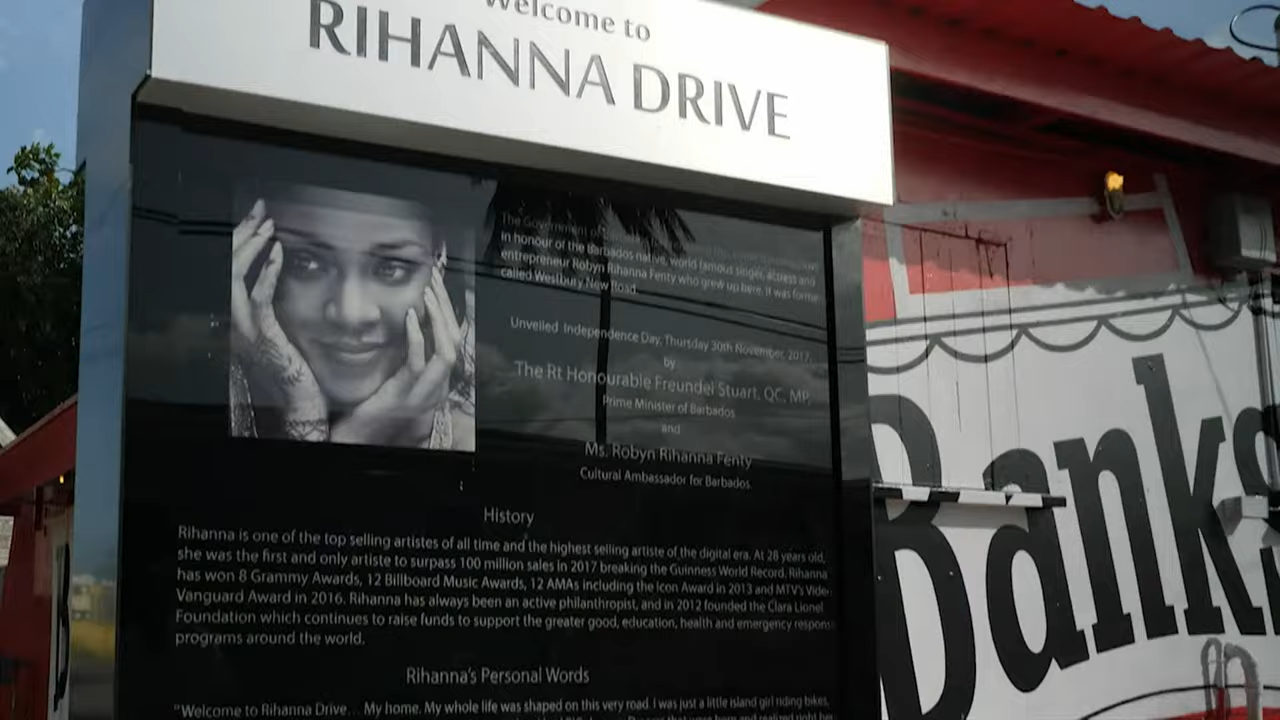 Welcome to
RIHANNA DRIVE
The Government of
In honour of the Barbados native, world famous singer, actress and
entrepreneur Robyn Rihanna Fenty who grew up here. It was
called Westbury New Road.
Unveiled Independence Day, Thursday 30th November, 2017,
by
The Rt Honourable Freundel Stuart, QC, MP,
Prime Minister of Barbados
and
Ms. Robyn Rihanna Fenty
Cultural Ambassador for Barbados
History
Rihanna is one of the top selling artistes of all time and the highest selling artiste of the digital era. At 28 years old,
she was the first and only artiste to surpass 100 million sales in 2017 breaking the Guinness World Record. Rihanna
has won 8 Grammy Awards, 12 Billboard Music Awards, 12 AMAs including the Icon Award in 2013 and MTV's
Vanguard Award in 2016. Rihanna has always been an active philanthropist, and in 2012 founded the Clara Lionel
Foundation which continues to raise funds to support the greater good, education, health and emergency
programs around the world.
Rihanna's Personal Words
"Welcome to Rihanna Drive... My home. My whole life was shaped on this very road. I was just a little island girl riding bikes,
Banks